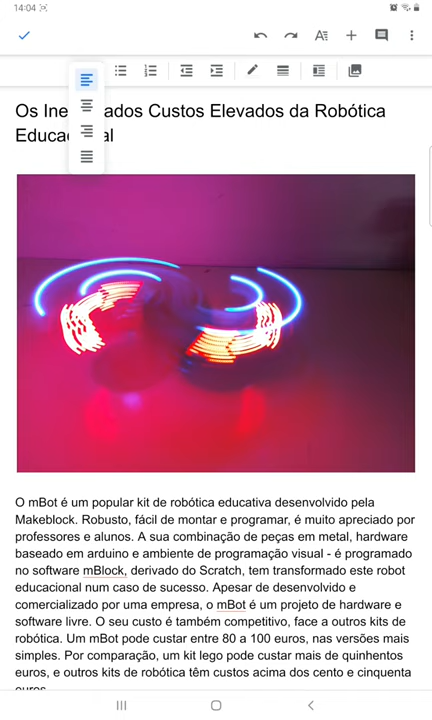 14:04
Os Ine ados Custos Elevados da Robótica
Educa al
O mBot é um popular kit de robótica educativa desenvolvido pela
Makeblock. Robusto, fácil de montar e programar, é muito apreciado por
professores e alunos. A sua combinação de peças em metal, hardware
baseado em arduino e ambiente de programação visual - é programado
no software mBlock, derivado do Scratch, tem transformado este robot
educacional num caso de sucesso. Apesar de desenvolvido e
comercializado por uma empresa, o mBot é um projeto de hardware e
software livre. O seu custo é também competitivo, face a outros kits de
robótica. Um mBot pode custar entre 80 a 100 euros, nas versões mais
simples. Por comparação, um kit lego pode custar mais de quinhentos
euros, e outros kits de robótica têm custos acima dos cento e cinquenta
euros